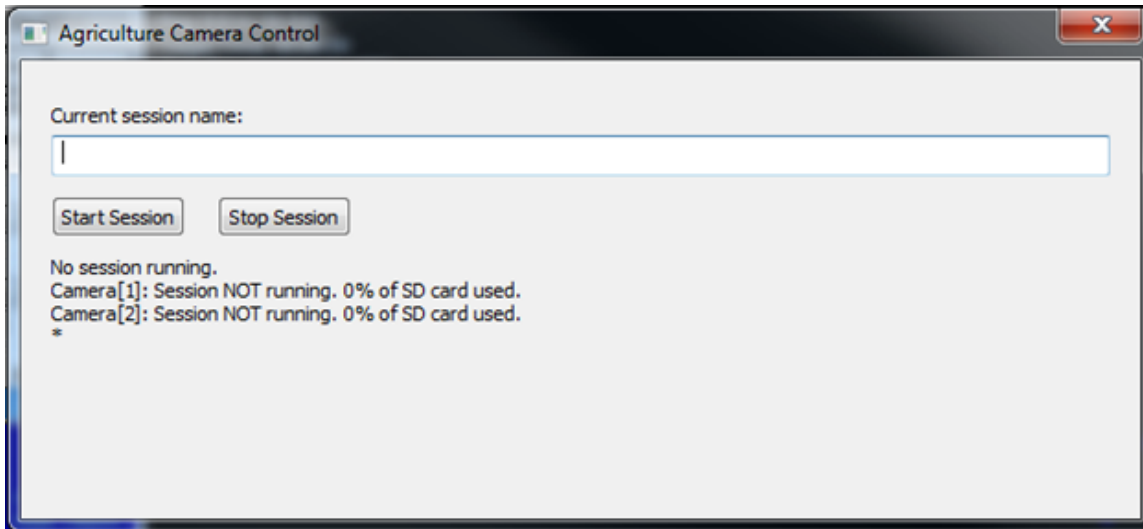 Agriculture Camera Control
Current session name:
Start Session Stop Session
No session running.
Camera[1]: Session NOT running. 0% of SD card used.
Camera[2]: Session NOT running. 0% of SD card used.
*